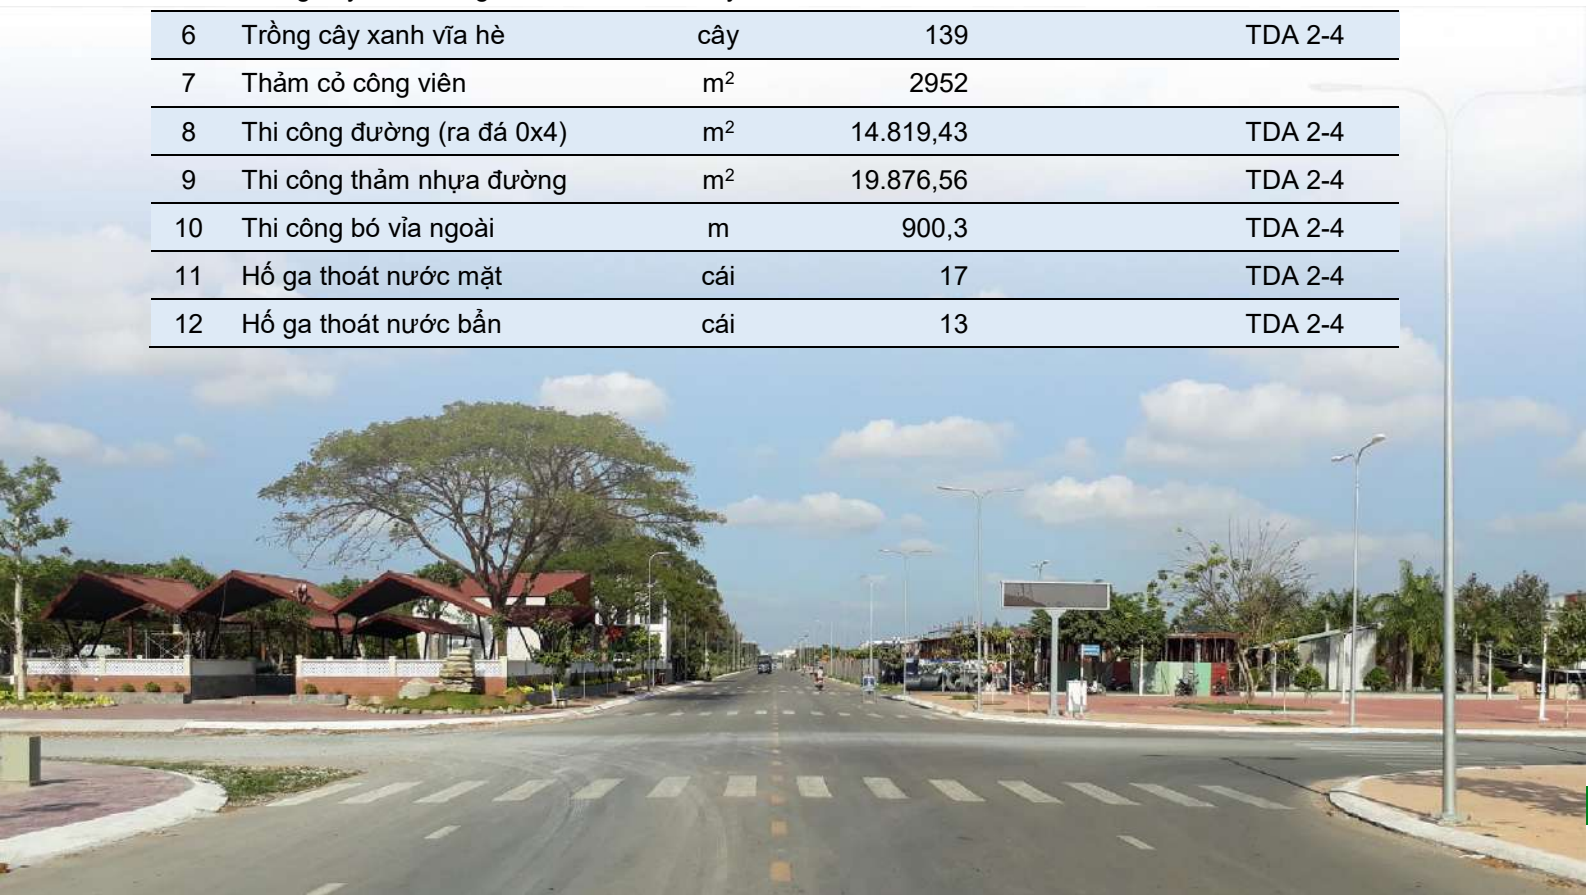 6 Trồng cây xanh vĩa hè cây 139 TDA 2-4
7 Thảm cỏ công viên m² 2952
8 Thi công đường (ra đá 0x4) m² 14.819,43 TDA 2-4
9 Thi công thảm nhựa đường m² 19.876,56 TDA 2-4
10 Thi công bó vỉa ngoài m 900,3 TDA 2-4
11 Hố ga thoát nước mặt cái 17 TDA 2-4
12 Hố ga thoát nước bẩn cái 13 TDA 2-4